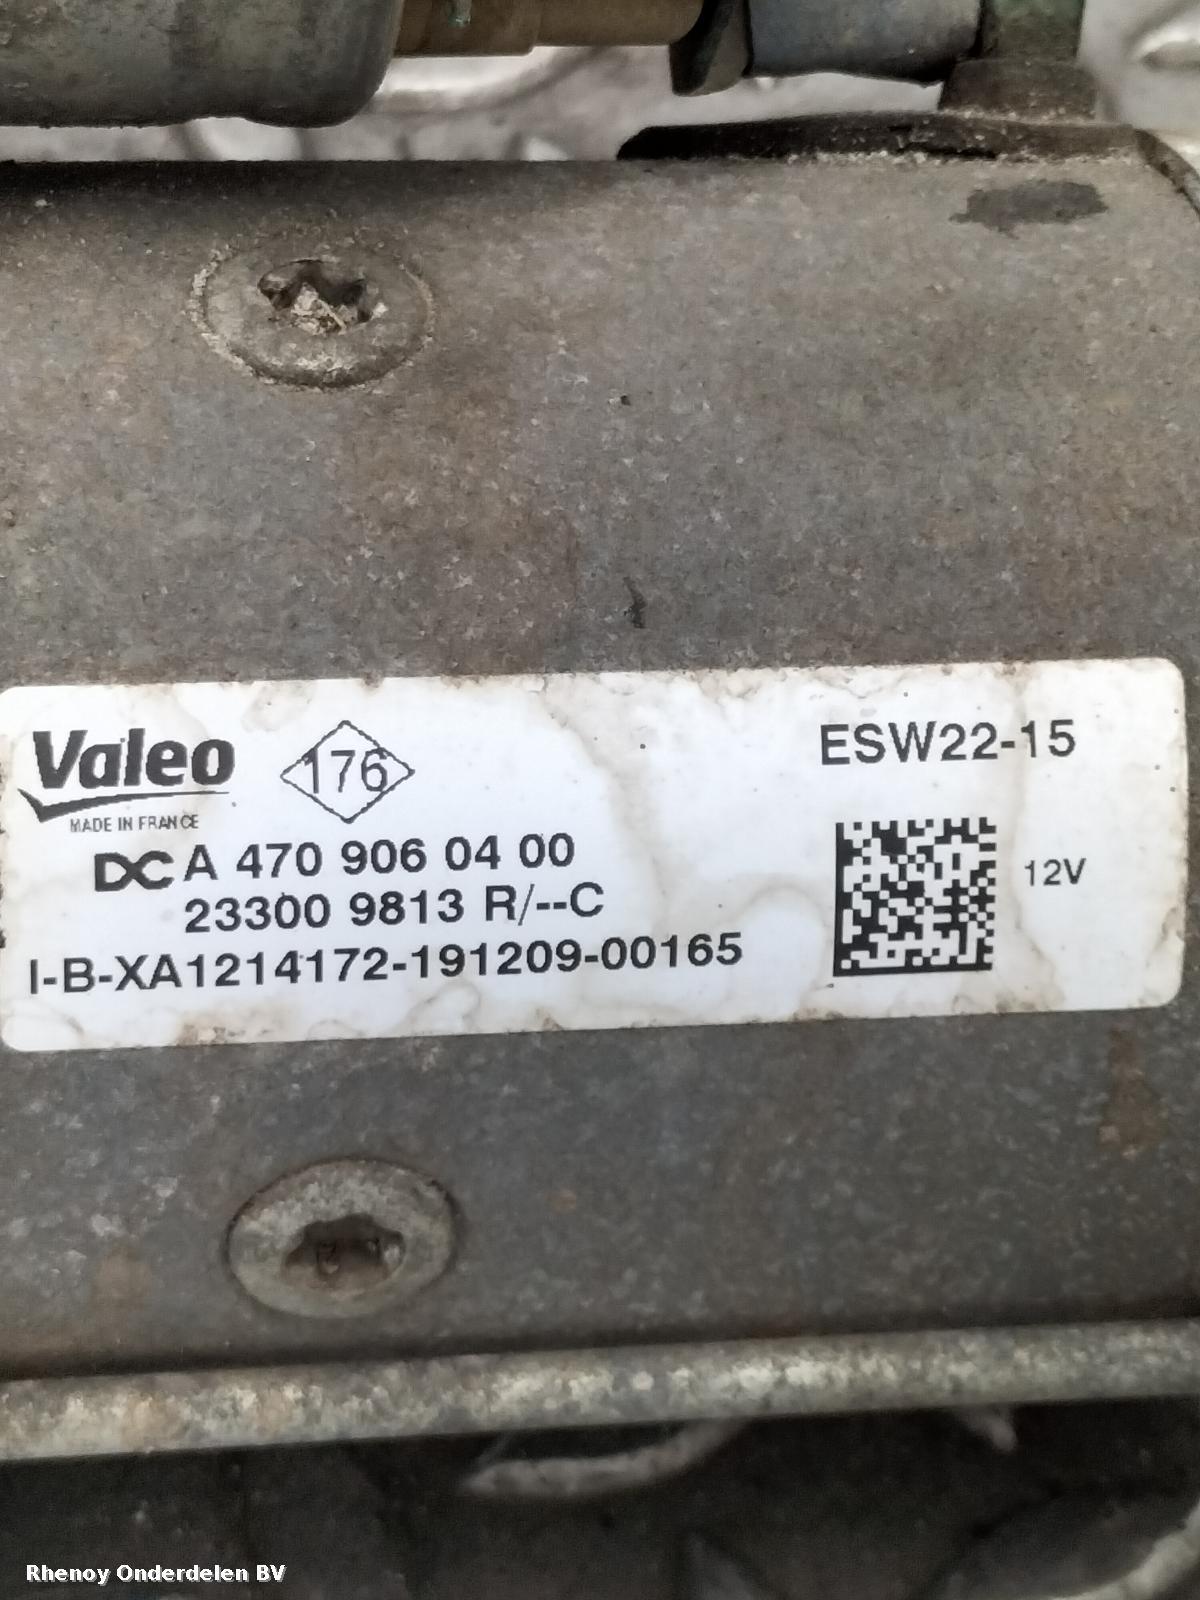 Valeo
MADE IN FRANCE
176
ESW22-15
DC A 470 906 04 00
12V
23300 9813 R/--C
I-B-XA1214172-191209-00165
Rhenoy Onderdelen BV